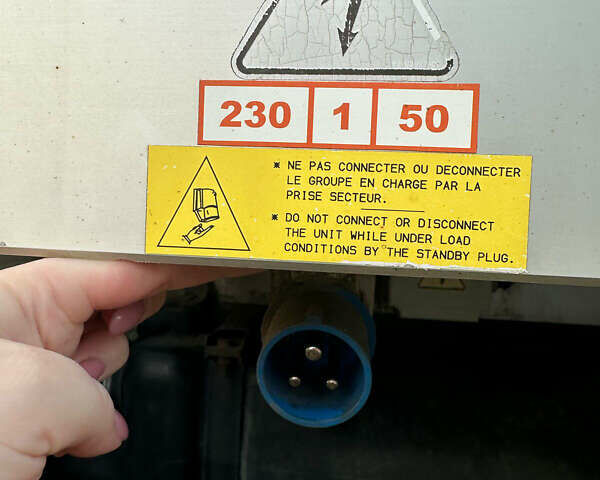 230 1 50
* NE PAS CONNECTER OU DECONNECTER
LE GROUPE EN CHARGE PAR LA
PRISE SECTEUR.
* DO NOT CONNECT OR DISCONNECT
THE UNIT WHILE UNDER LOAD
CONDITIONS BY THE STANDBY PLUG.